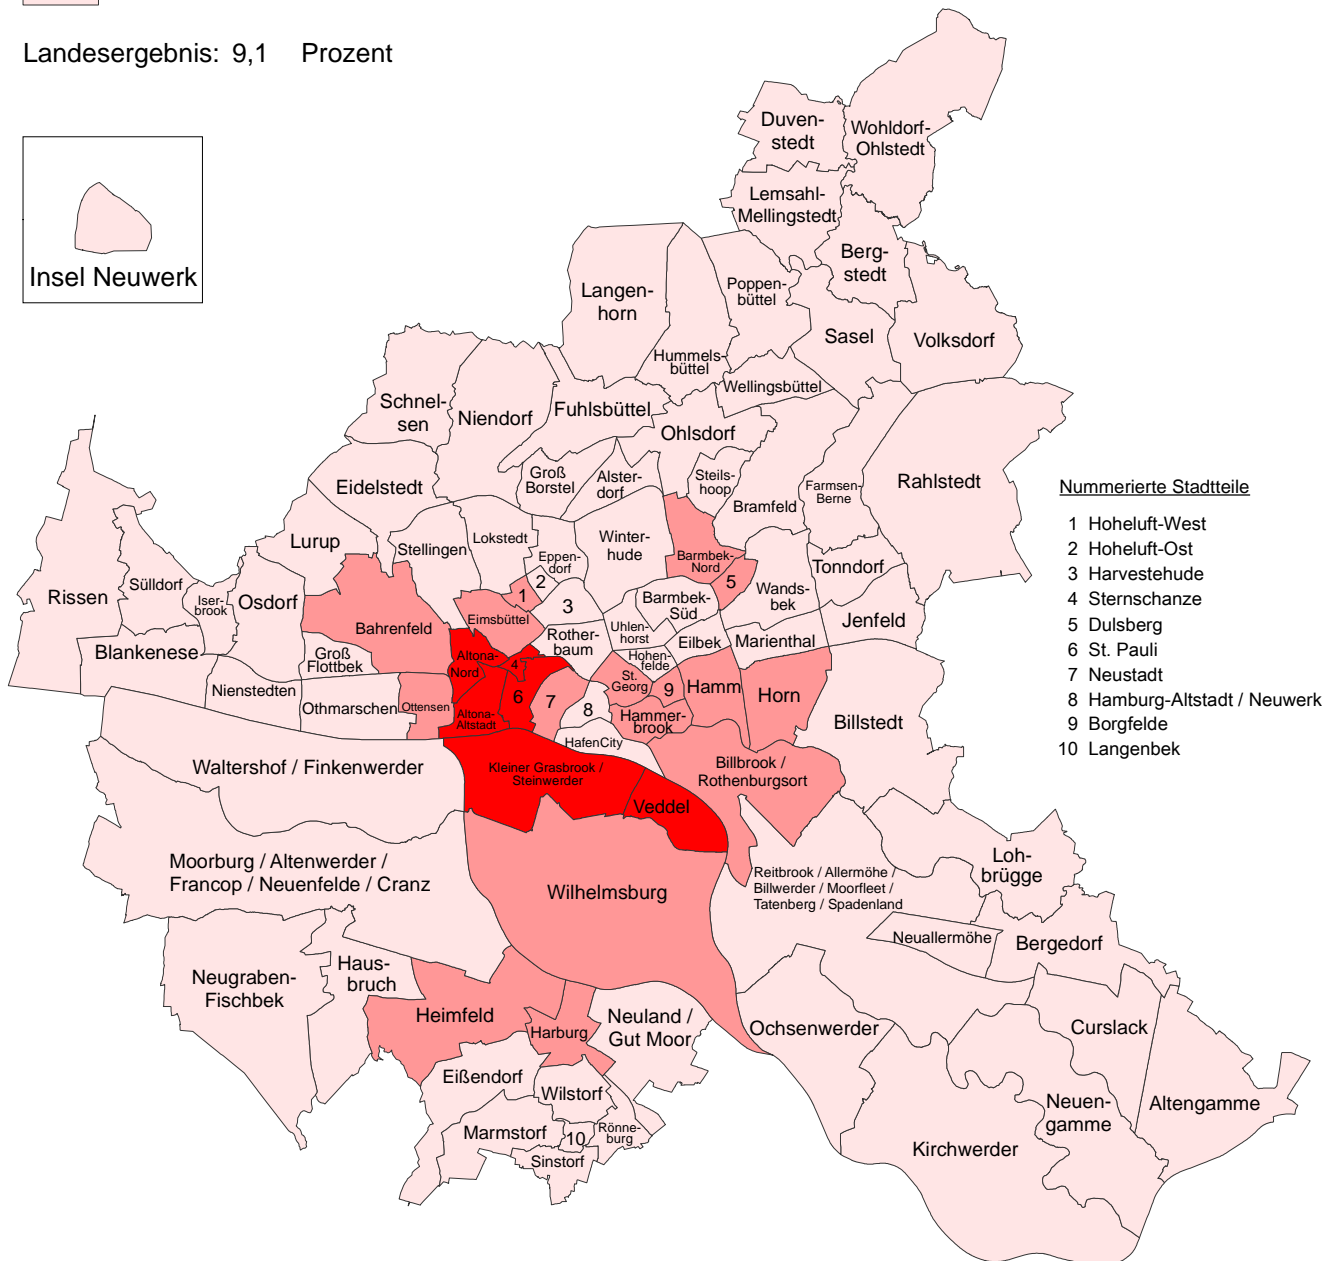 Landesergebnis: 9,1 Prozent
Insel Neuwerk
Duven-
stedt
Wohldorf-
Ohlstedt
Lemsahl-
Mellingstedt
Berg-
stedt
Langen-
horn
Poppen-
büttel
Hummels-
büttel
Sasel
Volksdorf
Wellingsbüttel
Schnel-
sen
Niendorf
Fuhlsbüttel
Ohlsdorf
Eidelstedt
Groß
Borstel
Alster-
dorf
Steils-
hoop
Bramfeld
Farmsen-
Berne
Rahlstedt
Lurup
Stellingen
Lokstedt
Eppen-
dorf
Winter-
hude
Barmbek-
Nord
5
Wands-
bek
Tonndorf
Jenfeld
Rissen
Sülldorf
Iser-
brook
Osdorf
Bahrenfeld
Eimsbüttel
1
2
3
Rother-
baum
Uhlen-
horst
Barmbek-
Süd
Hohen-
felde
Eilbek
Marienthal
Blankenese
Groß
Flottbek
Nienstedten
Othmarschen
Ottensen
Altona-
Nord
4
Altona-
Altstadt
6
7
8
St.
Georg
9
Hamm
Horn
Billstedt
Hammer-
brook
HafenCity
Billbrook /
Rothenburgsort
Waltershof / Finkenwerder
Kleiner Grasbrook /
Steinwerder
Veddel
Moorburg / Altenwerder /
Francop / Neuenfelde / Cranz
Wilhelmsburg
Reitbrook / Allermöhe /
Billwerder / Moorfleet /
Tatenberg / Spadenland
Loh-
brügge
Neuallermöhe
Bergedorf
Neugraben-
Fischbek
Haus-
bruch
Heimfeld
Harburg
Neuland /
Gut Moor
Ochsenwerder
Curslack
Eißendorf
Wilstorf
Neuen-
gamme
Altengamme
Marmstorf
10
Rönne-
burg
Sinstorf
Kirchwerder
Nummerierte Stadtteile
1 Hoheluft-West
2 Hoheluft-Ost
3 Harvestehude
4 Sternschanze
5 Dulsberg
6 St. Pauli
7 Neustadt
8 Hamburg-Altstadt / Neuwerk
9 Borgfelde
10 Langenbek